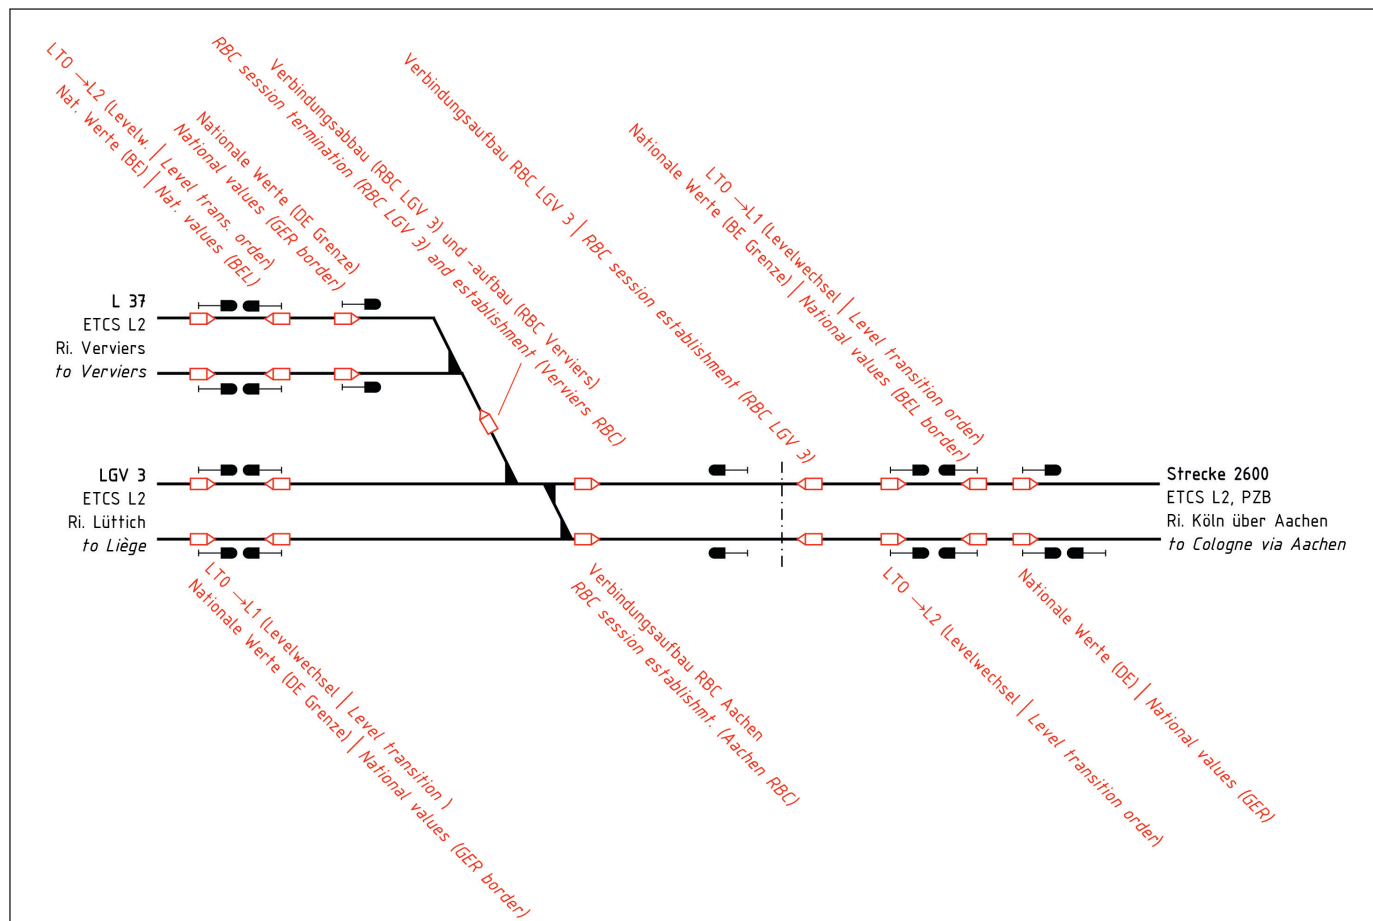 LTO →L2 (Levelw. | Level trans. order)
Nat. Werte (BE) | Nat. values (BEL)
Nationale Werte (DE Grenze)
National values (GER border)
Verbindungsabbau (RBC LGV 3) und -aufbau (RBC Verviers)
RBC session termination (RBC LGV 3) and establishment (Verviers RBC)
Verbindungsaufbau RBC LGV 3 | RBC session establishment (RBC LGV 3)
LTO →L1 (Levelwechsel | Level transition order)
Nationale Werte (BE Grenze) | National values (BEL border)
L 37
ETCS L2
Ri. Verviers
to Verviers
LGV 3
ETCS L2
Ri. Lüttich
to Liège
Strecke 2600
ETCS L2, PZB
Ri. Köln über Aachen
to Cologne via Aachen
LTO →L1 (Levelwechsel | Level transition )
Nationale Werte (DE Grenze) | National values (GER border)
Verbindungsaufbau RBC Aachen
RBC session establishmt. (Aachen RBC)
LTO →L2 (Levelwechsel | Level transition order)
Nationale Werte (DE) | National values (GER)